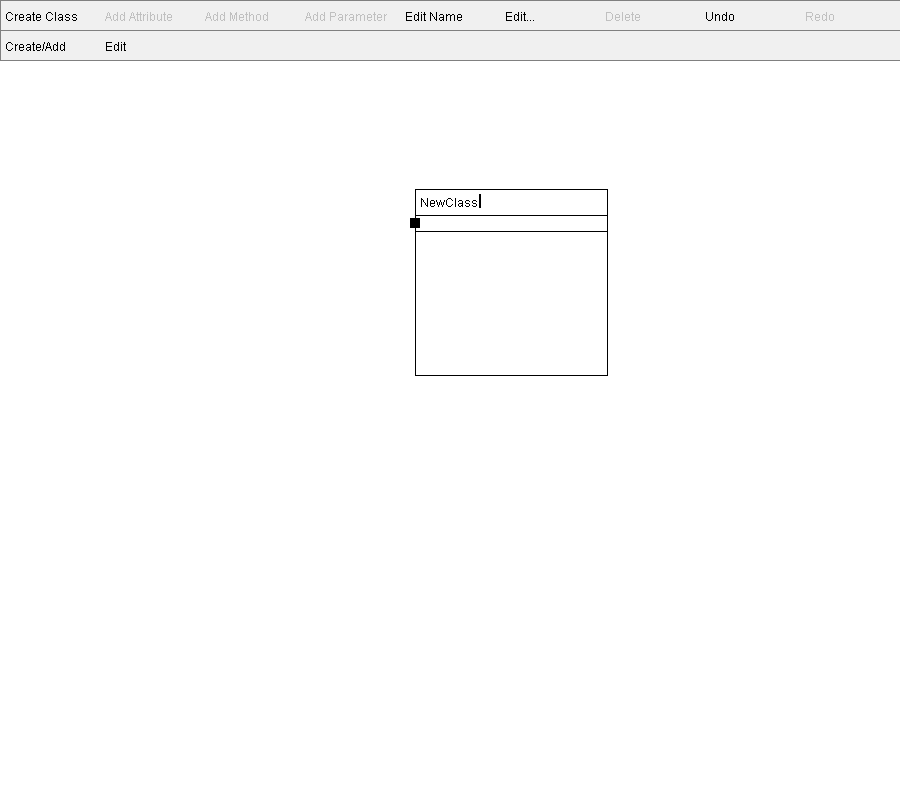 Create Class Add Attribute Add Method Add Parameter Edit Name Edit... Delete Undo Redo
Create/Add Edit
NewClass